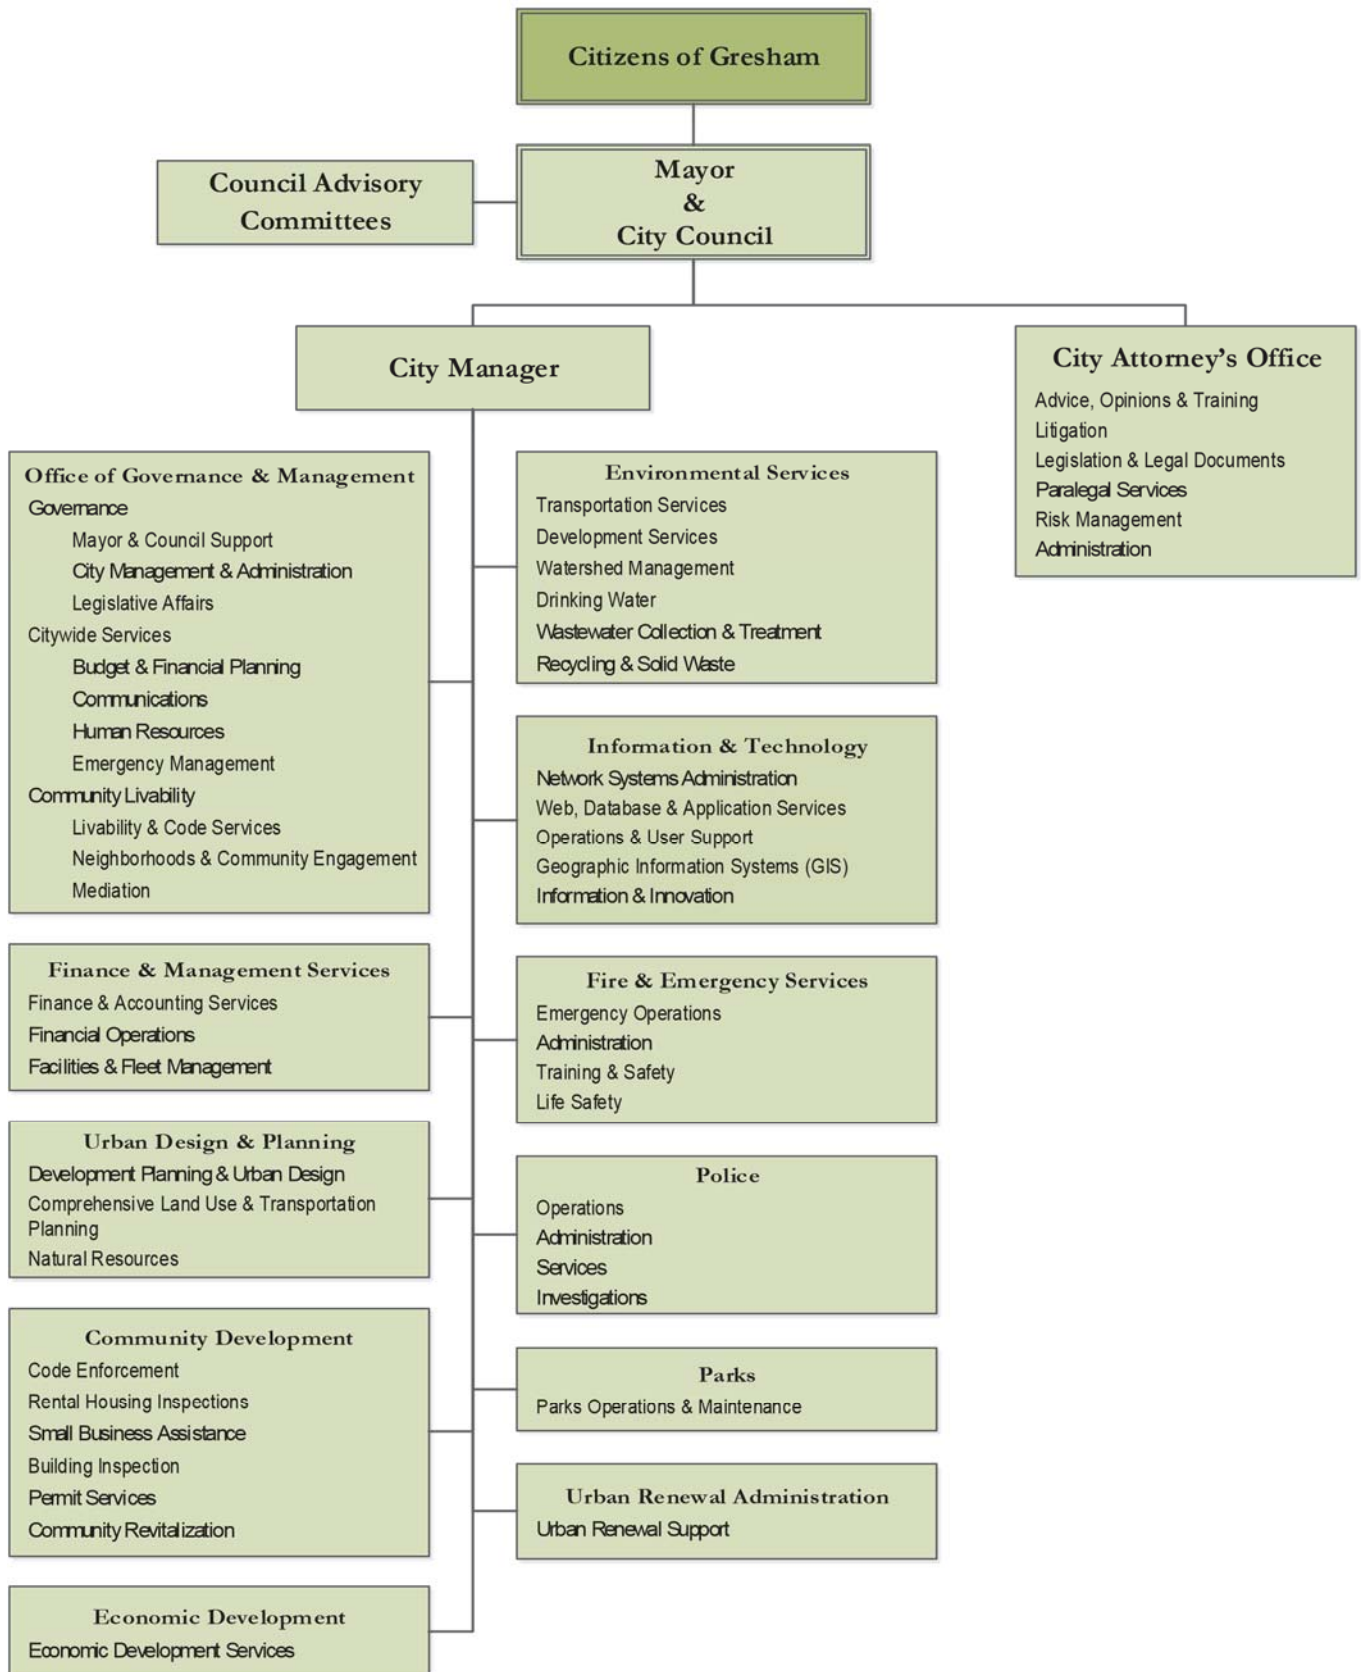 Citizens of Gresham
Council Advisory
Committees
Mayor
&
City Council
City Manager
City Attorney’s Office
Advice, Opinions & Training
Litigation
Legislation & Legal Documents
Paralegal Services
Risk Management
Administration
Office of Governance & Management
Governance
Mayor & Council Support
City Management & Administration
Legislative Affairs
Citywide Services
Budget & Financial Planning
Communications
Human Resources
Emergency Management
Community Livability
Livability & Code Services
Neighborhoods & Community Engagement
Mediation
Finance & Management Services
Finance & Accounting Services
Financial Operations
Facilities & Fleet Management
Urban Design & Planning
Development Planning & Urban Design
Comprehensive Land Use & Transportation
Planning
Natural Resources
Community Development
Code Enforcement
Rental Housing Inspections
Small Business Assistance
Building Inspection
Permit Services
Community Revitalization
Economic Development
Economic Development Services
Environmental Services
Transportation Services
Development Services
Watershed Management
Drinking Water
Wastewater Collection & Treatment
Recycling & Solid Waste
Information & Technology
Network Systems Administration
Web, Database & Application Services
Operations & User Support
Geographic Information Systems (GIS)
Information & Innovation
Fire & Emergency Services
Emergency Operations
Administration
Training & Safety
Life Safety
Police
Operations
Administration
Services
Investigations
Parks
Parks Operations & Maintenance
Urban Renewal Administration
Urban Renewal Support